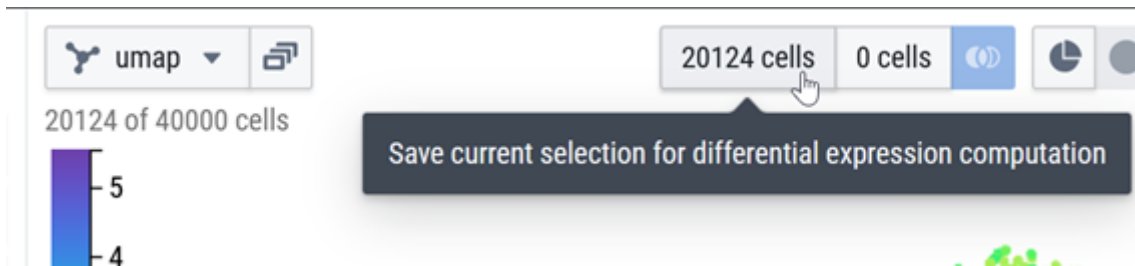 umap
20124 cells
0 cells
20124 of 40000 cells
Save current selection for differential expression computation
5
4